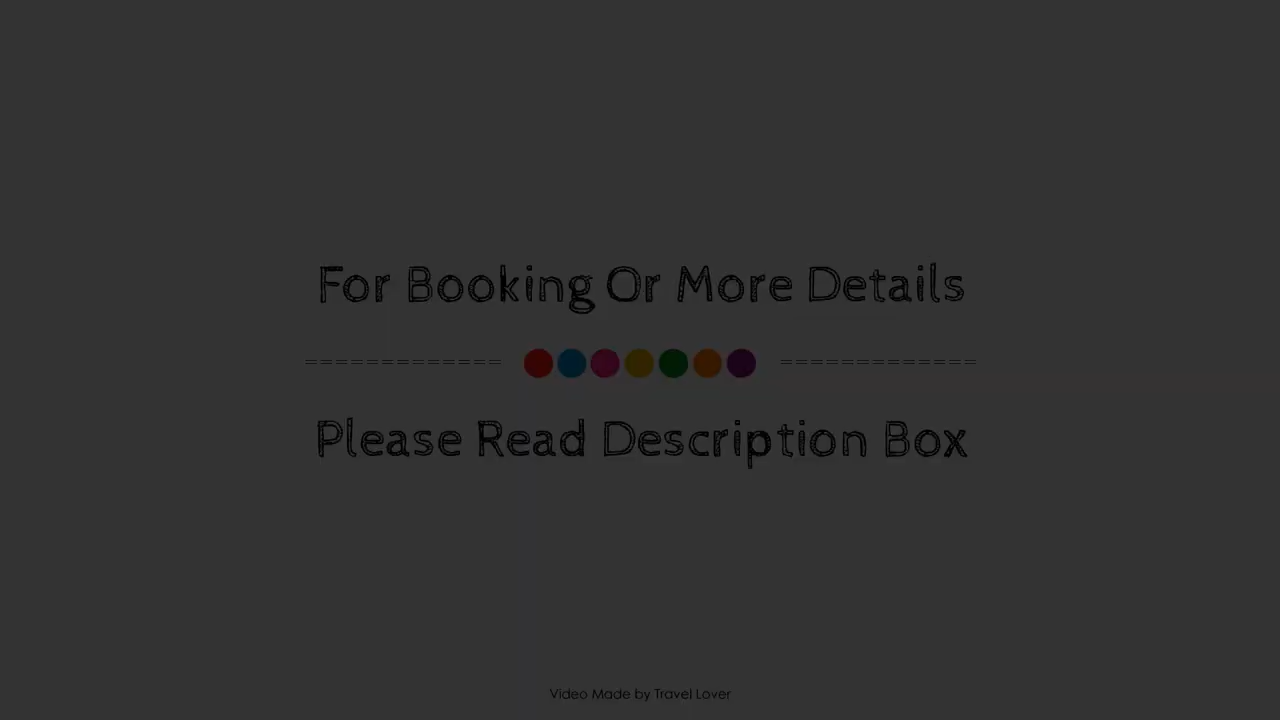 For Booking Or More Details
============= =============
Please Read Description Box
Video Made by Travel Lover